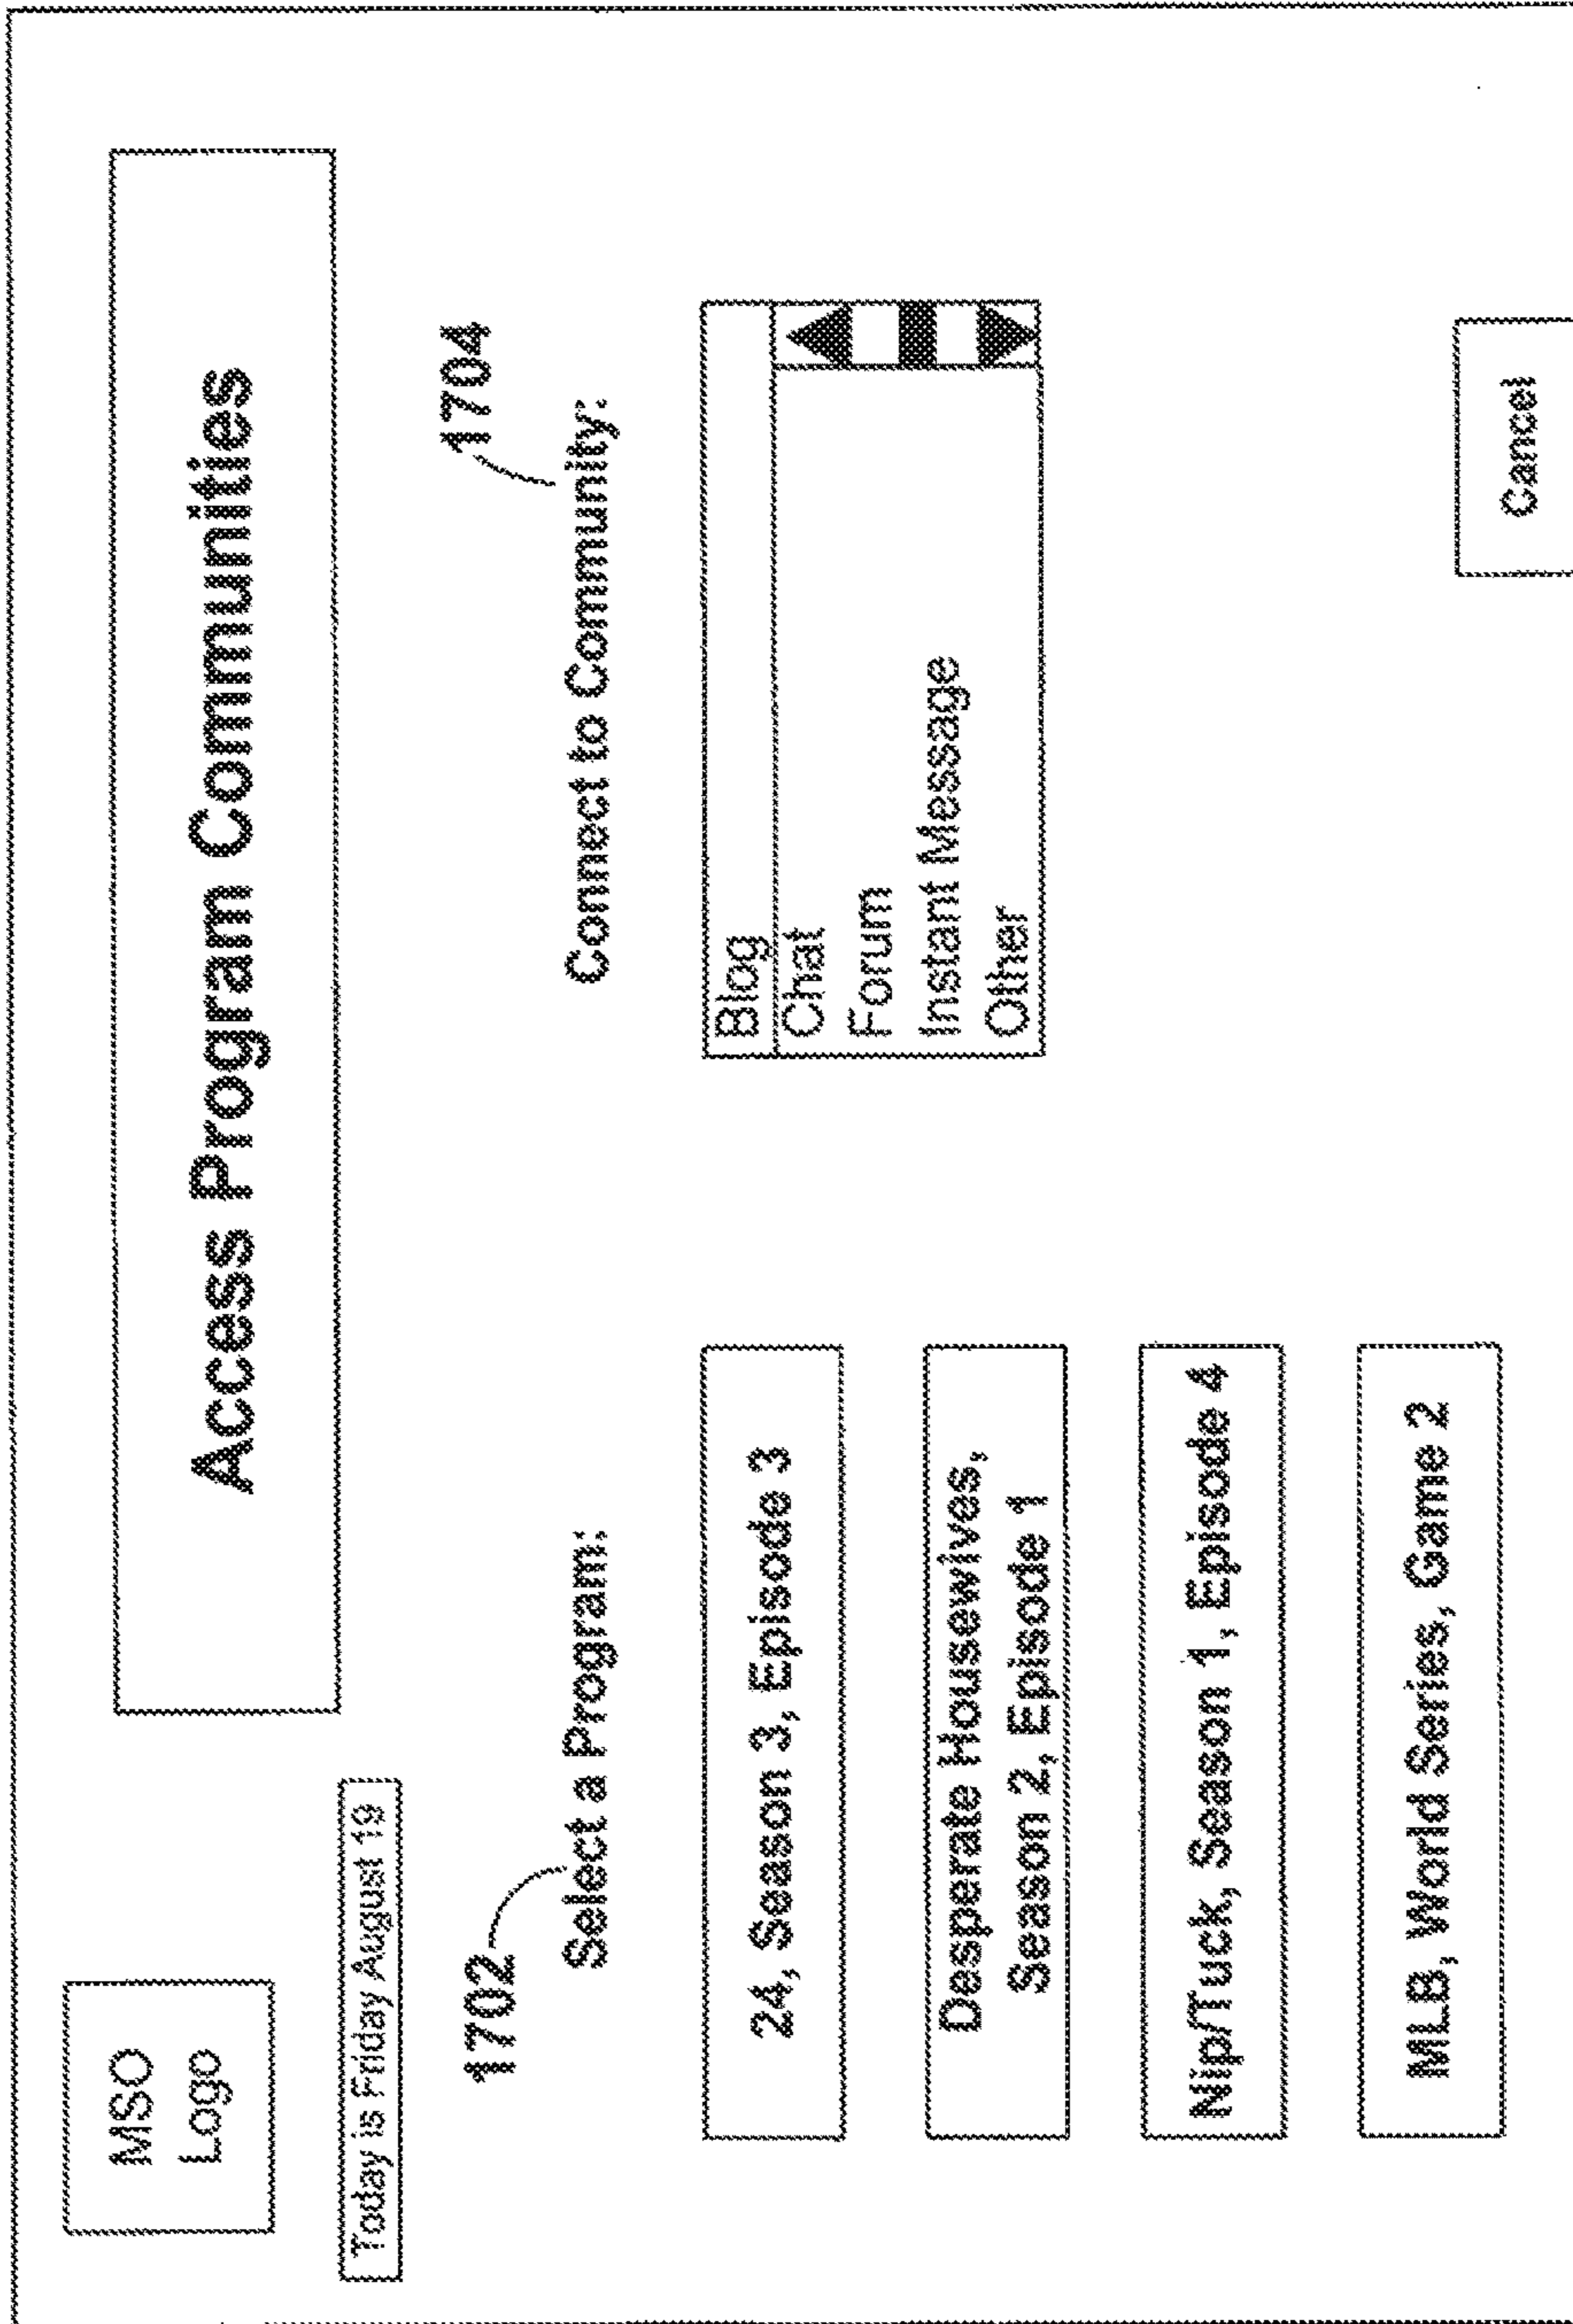 MSO
Logo
Access Program Communities
Today is Friday August 19
1702
Select a Program:
24, Season 3, Episode 3
Desperate Housewives,
Season 2, Episode 1
Nip/Tuck, Season 1, Episode 4
MLB, World Series, Game 2
1704
Connect to Community:
Blog
Chat
Forum
Instant Message
Other
Cancel